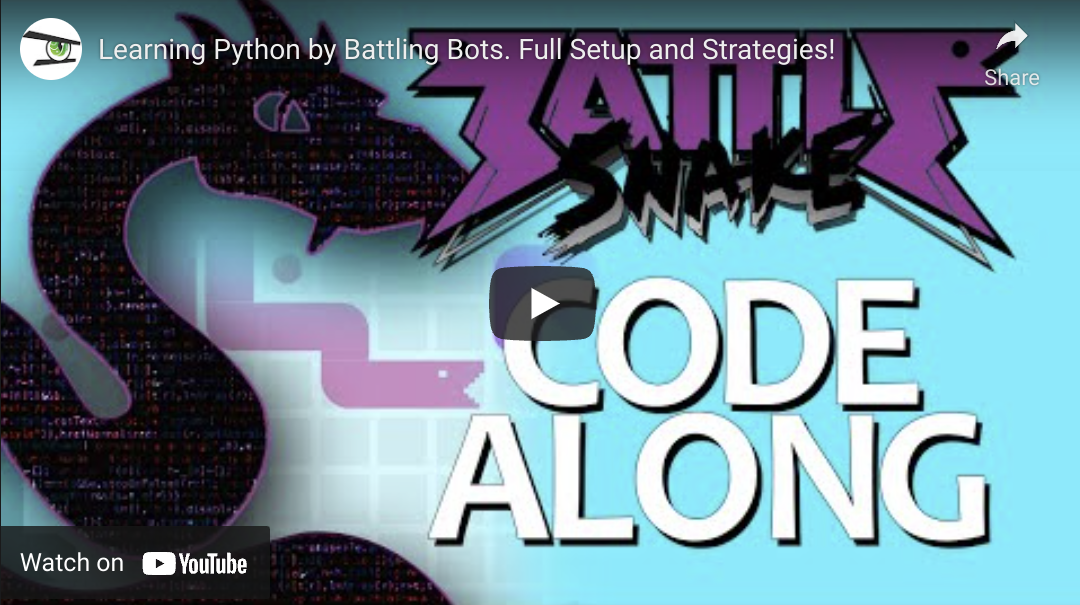 Learning Python by Battling Bots. Full Setup and Strategies!
Share
BATTLE
SNAKE
CODE
ALONG
Watch on YouTube